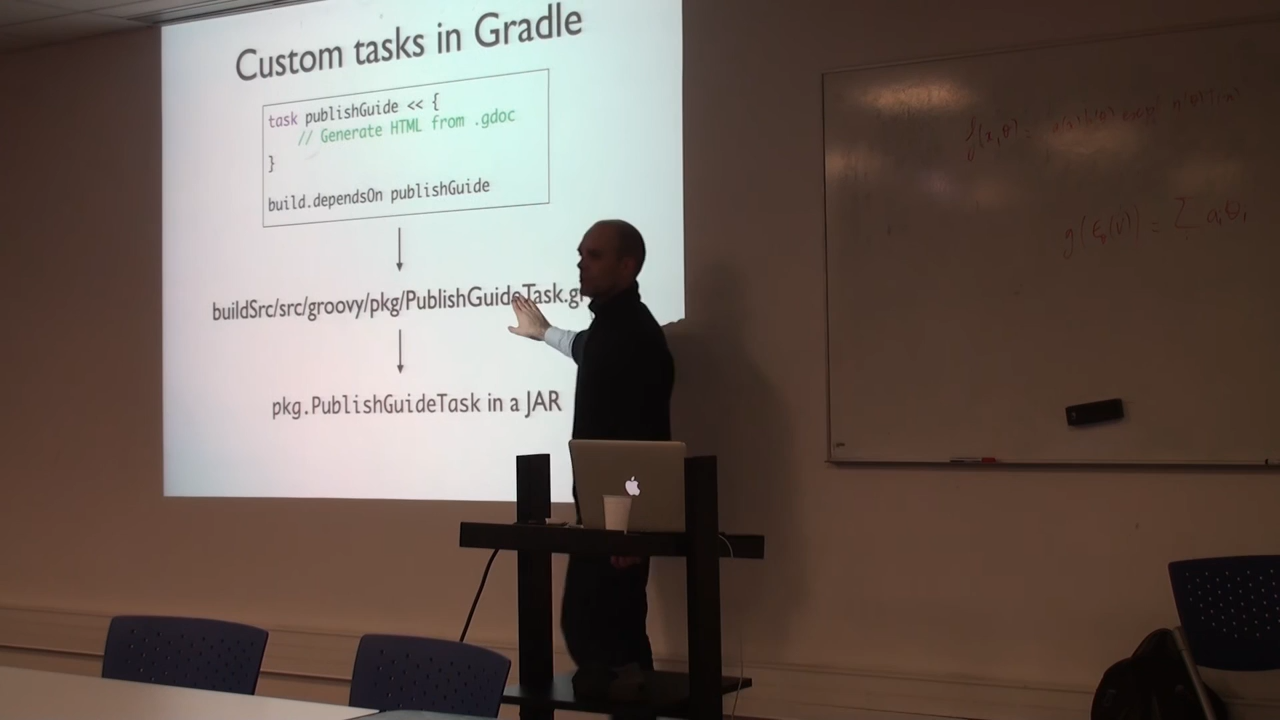 Custom tasks in Gradle
task publishGuide << {
// Generate HTML from .gdoc
}
build.dependsOn publishGuide
buildSrc/src/groovy/pkg/PublishGuideTask.g
pkg.PublishGuideTask in a JAR
f(x,θ) =
g(E(V)) = Σ aᵢθᵢ